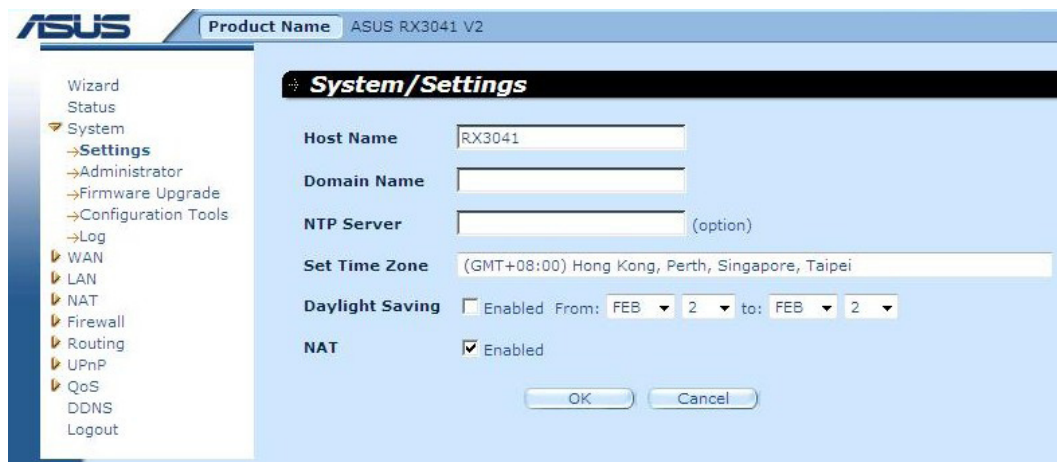 ASUS
Product Name ASUS RX3041 V2
Wizard
Status
System
→Settings
→Administrator
→Firmware Upgrade
→Configuration Tools
→Log
WAN
LAN
NAT
Firewall
Routing
UPnP
QoS
DDNS
Logout
System/Settings
Host Name RX3041
Domain Name
NTP Server (option)
Set Time Zone (GMT+08:00) Hong Kong, Perth, Singapore, Taipei
Daylight Saving Enabled From: FEB 2 to: FEB 2
NAT Enabled
OK Cancel